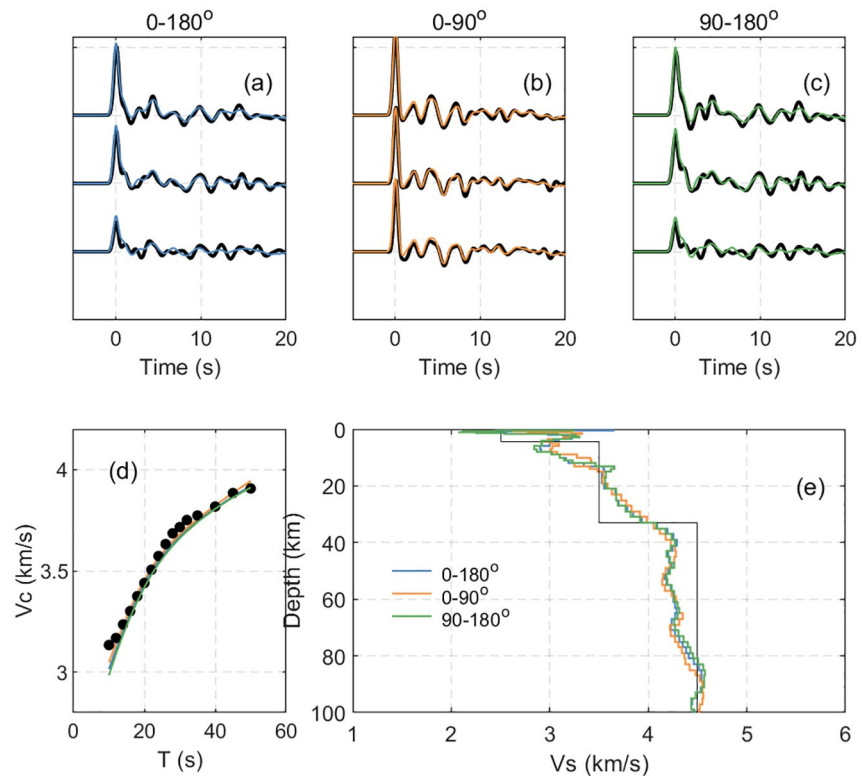 0-180° 0-90° 90-180°
(a) (b) (c)
0 10 20 0 10 20 0 10 20
Time (s) Time (s) Time (s)
(d)
4
3.5
3
Vc (km/s)
0 20 40 60
T (s)
(e)
0
20
40
60
80
100
Depth (km)
0-180°
0-90°
90-180°
1 2 3 4 5 6
Vs (km/s)